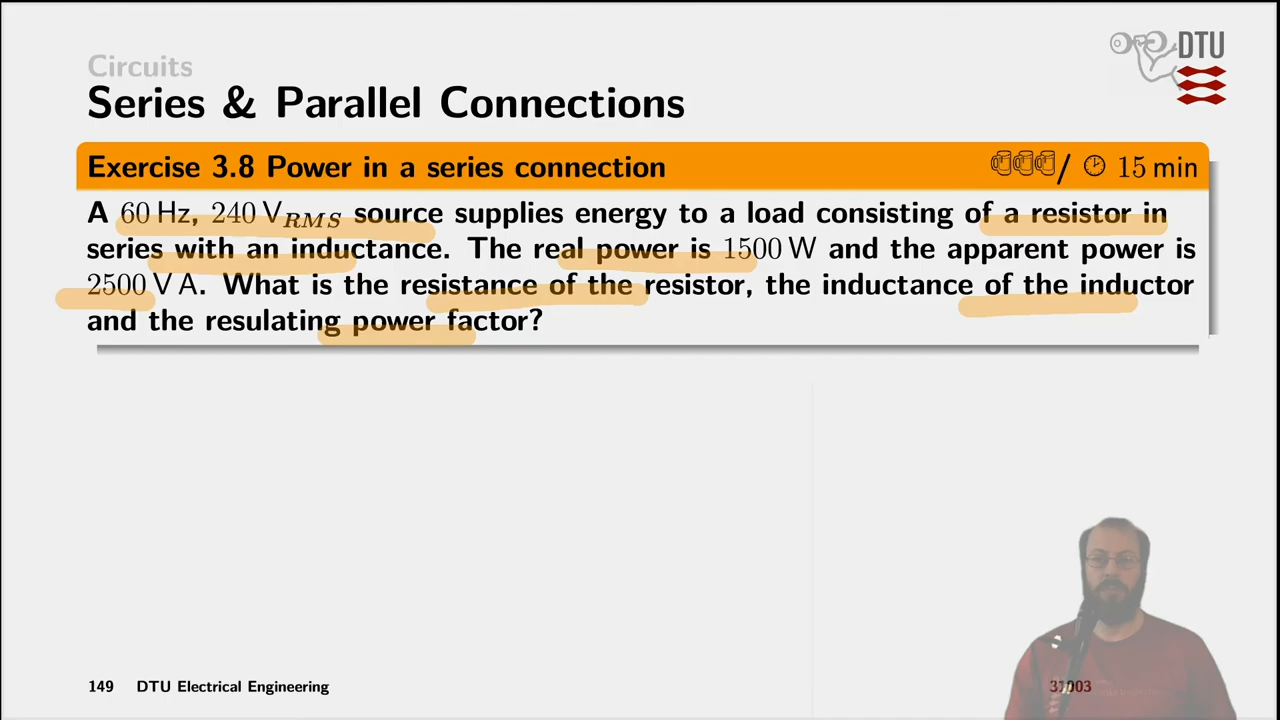 Circuits
DTU
Series & Parallel Connections
Exercise 3.8 Power in a series connection / 15 min
A 60 Hz, 240 V_RMS source supplies energy to a load consisting of a resistor in
series with an inductance. The real power is 1500 W and the apparent power is
2500 V A. What is the resistance of the resistor, the inductance of the inductor
and the resulating power factor?
149 DTU Electrical Engineering 31003